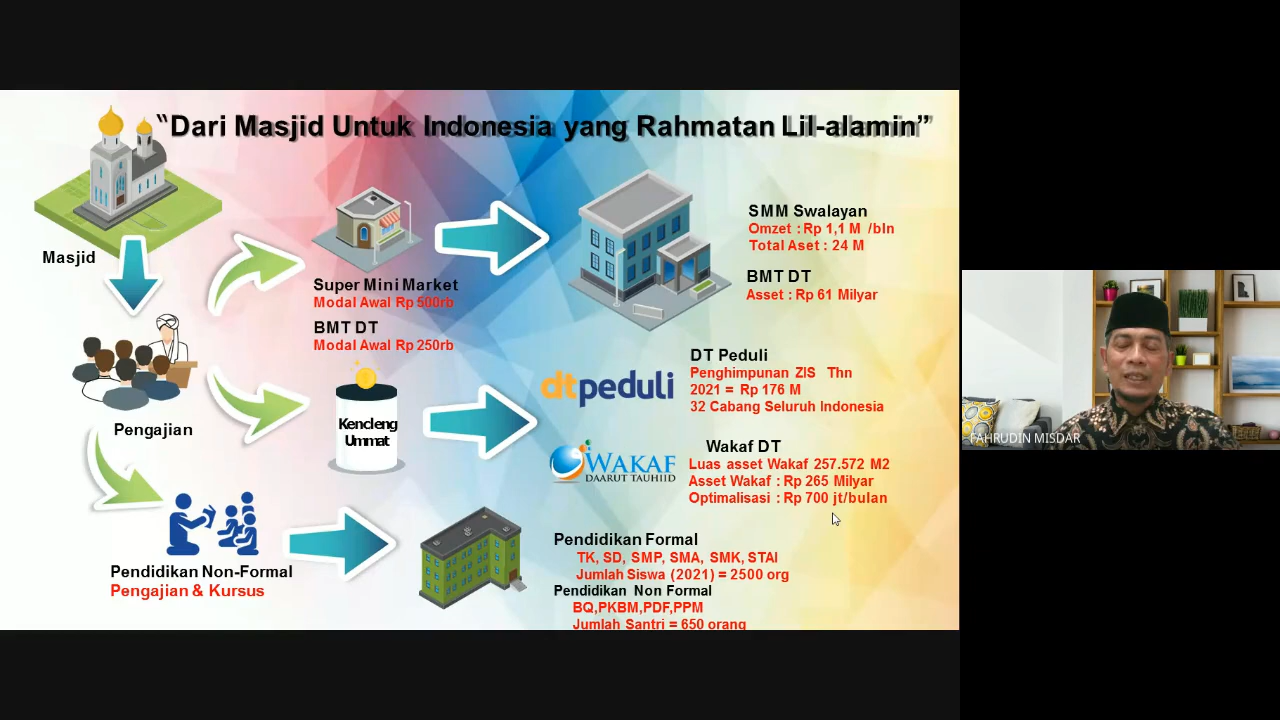 “Dari Masjid Untuk Indonesia yang Rahmatan Lil-alamin”
Masjid
Pengajian
Pendidikan Non-Formal
Pengajian & Kursus
Super Mini Market
Modal Awal Rp 500rb
BMT DT
Modal Awal Rp 250rb
Kencleng
Ummat
SMM Swalayan
Omzet : Rp 1,1 M /bln
Total Aset : 24 M
BMT DT
Asset : Rp 61 Milyar
dtpeduli
DT Peduli
Penghimpunan ZIS Thn
2021 = Rp 176 M
32 Cabang Seluruh Indonesia
WAKAF
DAARUT TAUHIID
Wakaf DT
Luas asset Wakaf 257.572 M2
Asset Wakaf : Rp 265 Milyar
Optimalisasi : Rp 700 jt/bulan
Pendidikan Formal
TK, SD, SMP, SMA, SMK, STAI
Jumlah Siswa (2021) = 2500 org
Pendidikan Non Formal
BQ,PKBM,PDF,PPM
Jumlah Santri = 650 orang
FAHRUDIN MISDAR